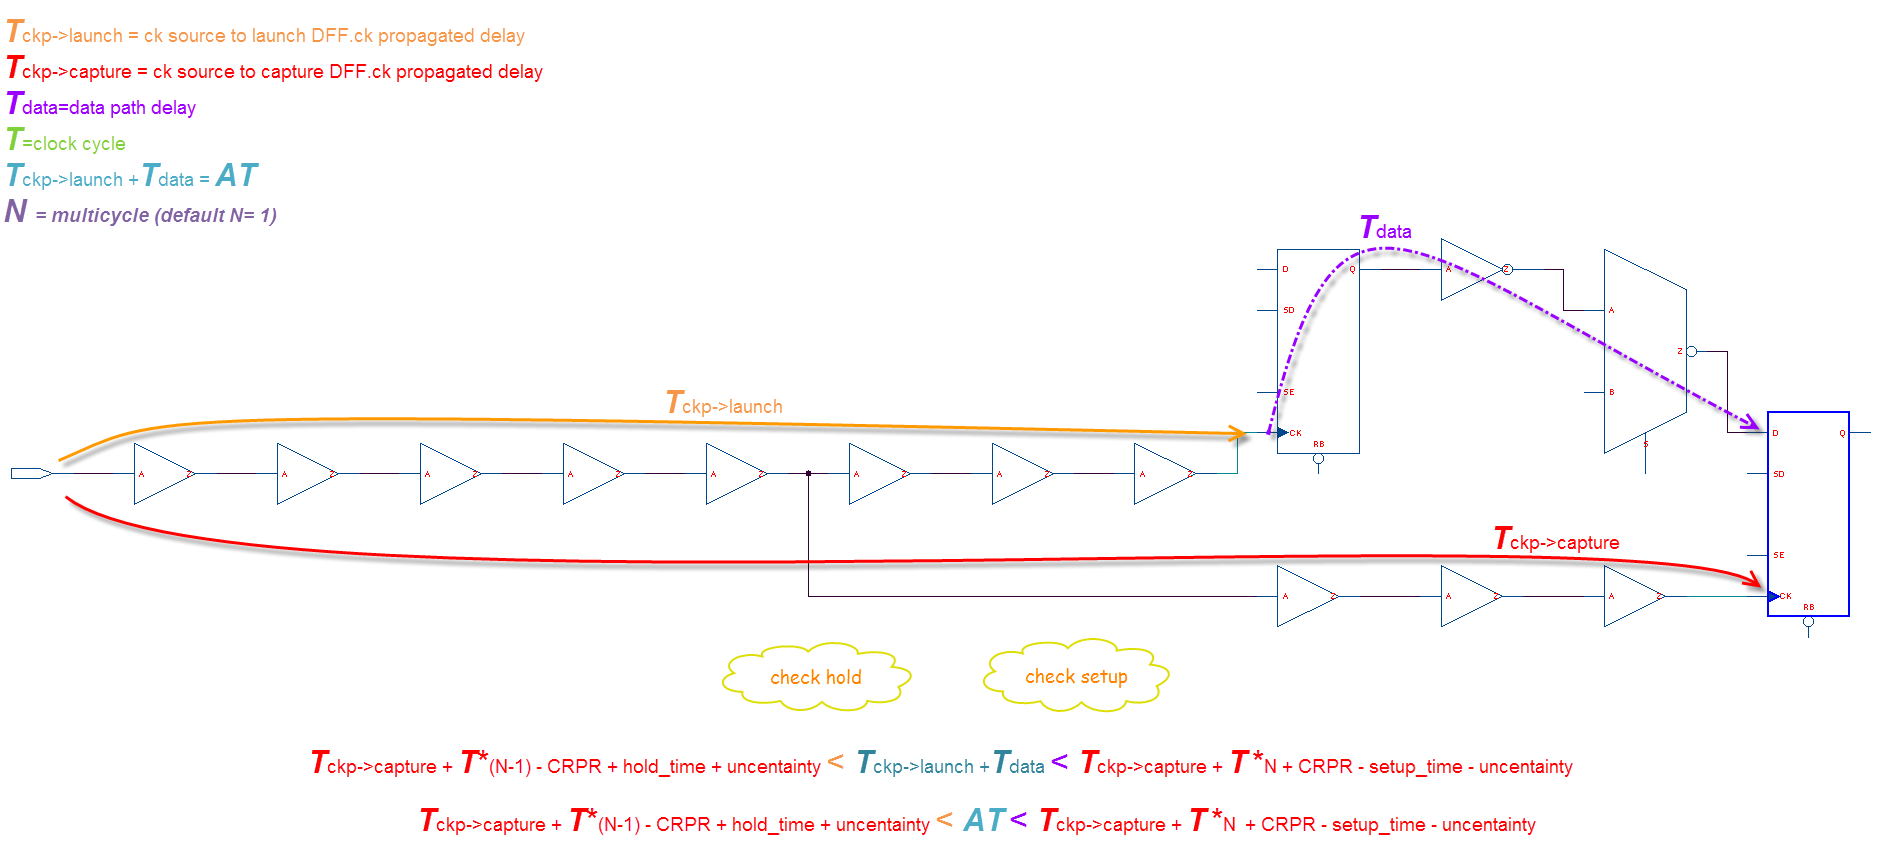 Tckp->launch = ck source to launch DFF.ck propagated delay
Tckp->capture = ck source to capture DFF.ck propagated delay
Tdata=data path delay
T=clock cycle
Tckp->launch +Tdata = AT
N = multicycle (default N= 1)
Tdata
D Q A Z
SD A
Z
SE B
Tckp->launch
CK D Q
RB S
A Z A Z A Z A Z A Z A Z A Z A Z SD
Tckp->capture
SE
A Z A Z A Z CK
RB
check hold check setup
Tckp->capture + T*(N-1) - CRPR + hold_time + uncentainty < Tckp->launch +Tdata < Tckp->capture + T *N + CRPR - setup_time - uncentainty
Tckp->capture + T*(N-1) - CRPR + hold_time + uncentainty < AT < Tckp->capture + T *N + CRPR - setup_time - uncentainty